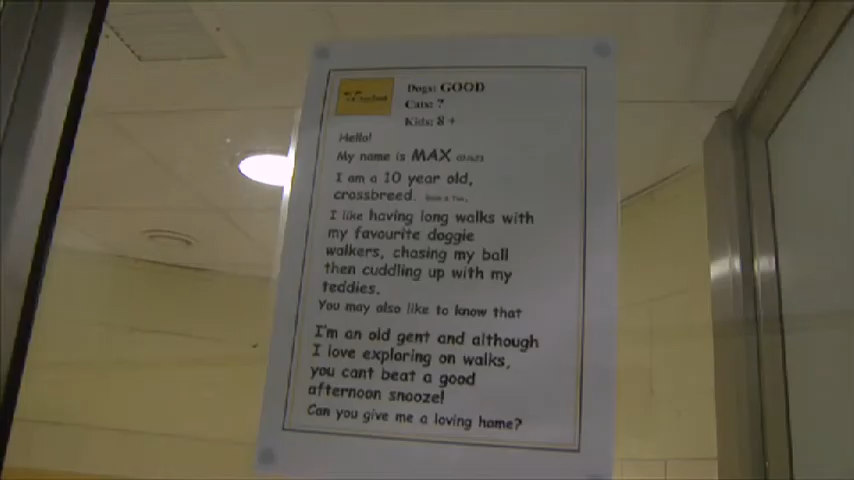 Dogs: GOOD
Cats: ?
Kids: 8 +
Hello!
My name is MAX
I am a 10 year old,
crossbreed.
I like having long walks with
my favourite doggie
walkers, chasing my ball
then cuddling up with my
teddies.
You may also like to know that
I'm an old gent and although
I love exploring on walks,
you cant beat a good
afternoon snooze!
Can you give me a loving home?